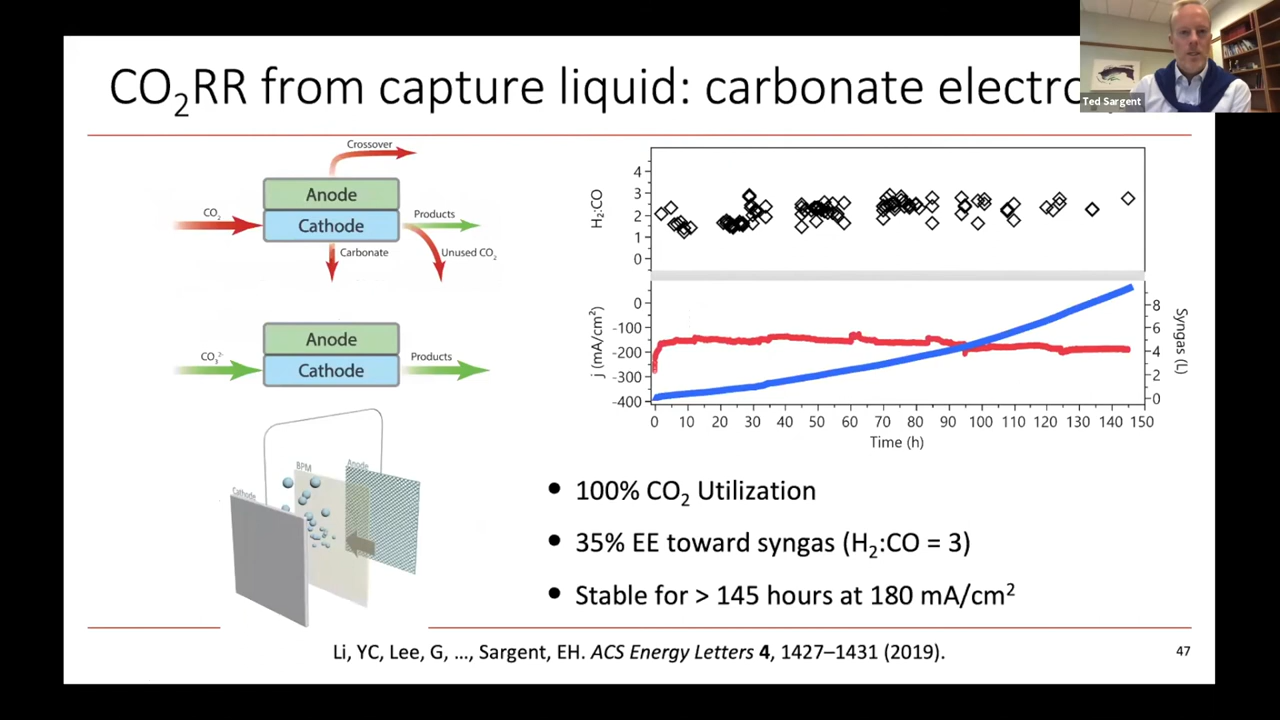 CO₂RR from capture liquid: carbonate electro
Ted Sargent
Crossover
Anode
CO₂
Cathode
Products
Carbonate
Unused CO₂
Anode
CO₃²⁻
Cathode
Products
Cathode
BPM
Anode
H₂:CO
4
3
2
1
0
j (mA/cm²)
0
-100
-200
-300
-400
8
6
4
2
0
Syngas (L)
0 10 20 30 40 50 60 70 80 90 100 110 120 130 140 150
Time (h)
• 100% CO₂ Utilization
• 35% EE toward syngas (H₂:CO = 3)
• Stable for > 145 hours at 180 mA/cm²
Li, YC, Lee, G, ..., Sargent, EH. ACS Energy Letters 4, 1427–1431 (2019).
47